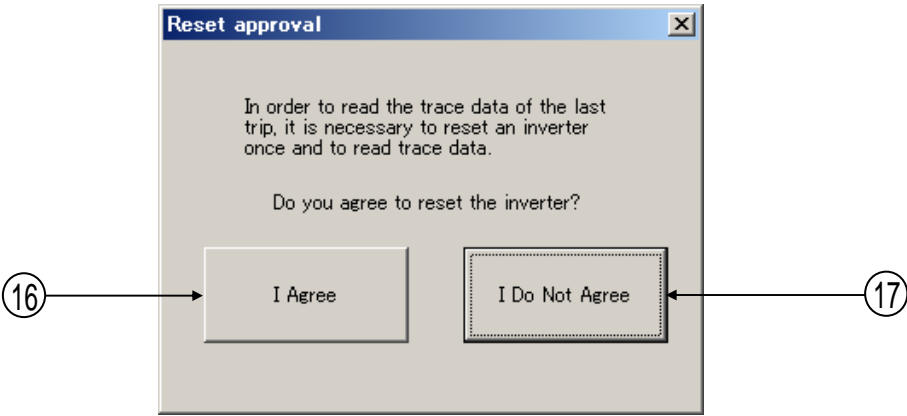 Reset approval
In order to read the trace data of the last
trip, it is necessary to reset an inverter
once and to read trace data.
Do you agree to reset the inverter?
16
I Agree
I Do Not Agree
17